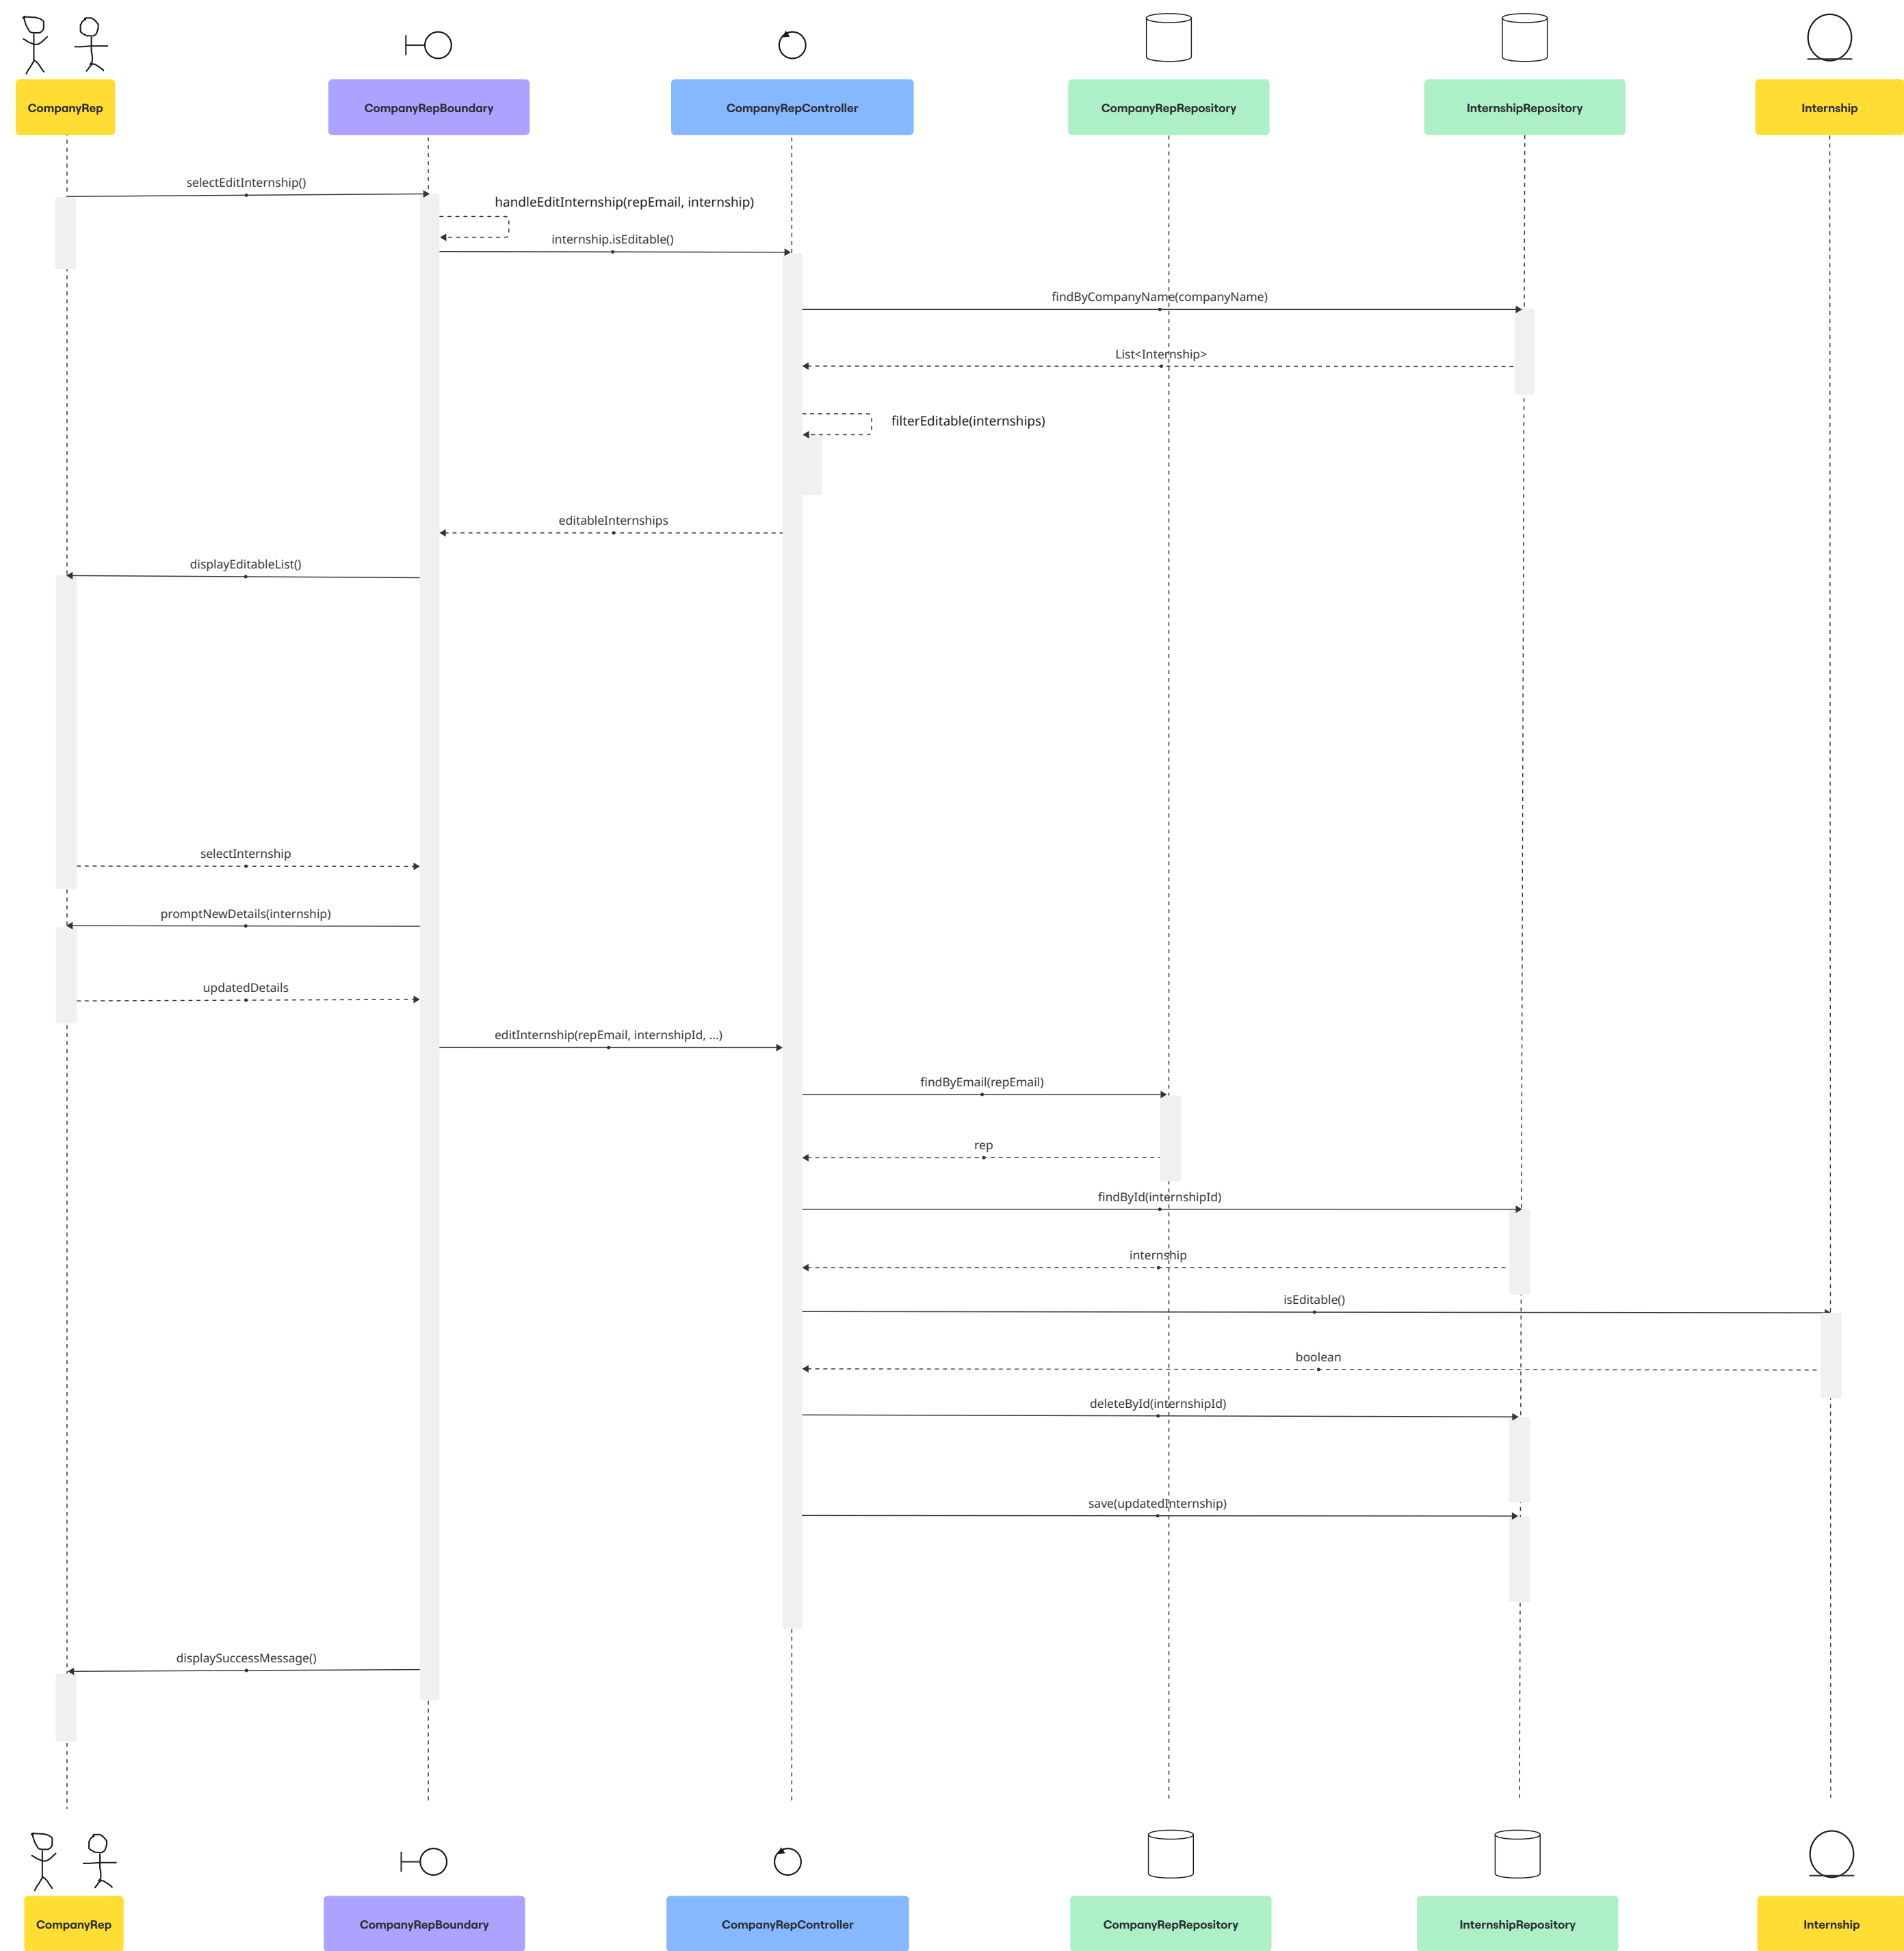 CompanyRep
CompanyRepBoundary
CompanyRepController
CompanyRepRepository
InternshipRepository
Internship
selectEditInternship()
handleEditInternship(repEmail, internship)
internship.isEditable()
findByCompanyName(companyName)
List<Internship>
filterEditable(internships)
editableInternships
displayEditableList()
selectInternship
promptNewDetails(internship)
updatedDetails
editInternship(repEmail, internshipId, ...)
findByEmail(repEmail)
rep
findById(internshipId)
internship
isEditable()
boolean
deleteById(internshipId)
save(updatedInternship)
displaySuccessMessage()
CompanyRep
CompanyRepBoundary
CompanyRepController
CompanyRepRepository
InternshipRepository
Internship